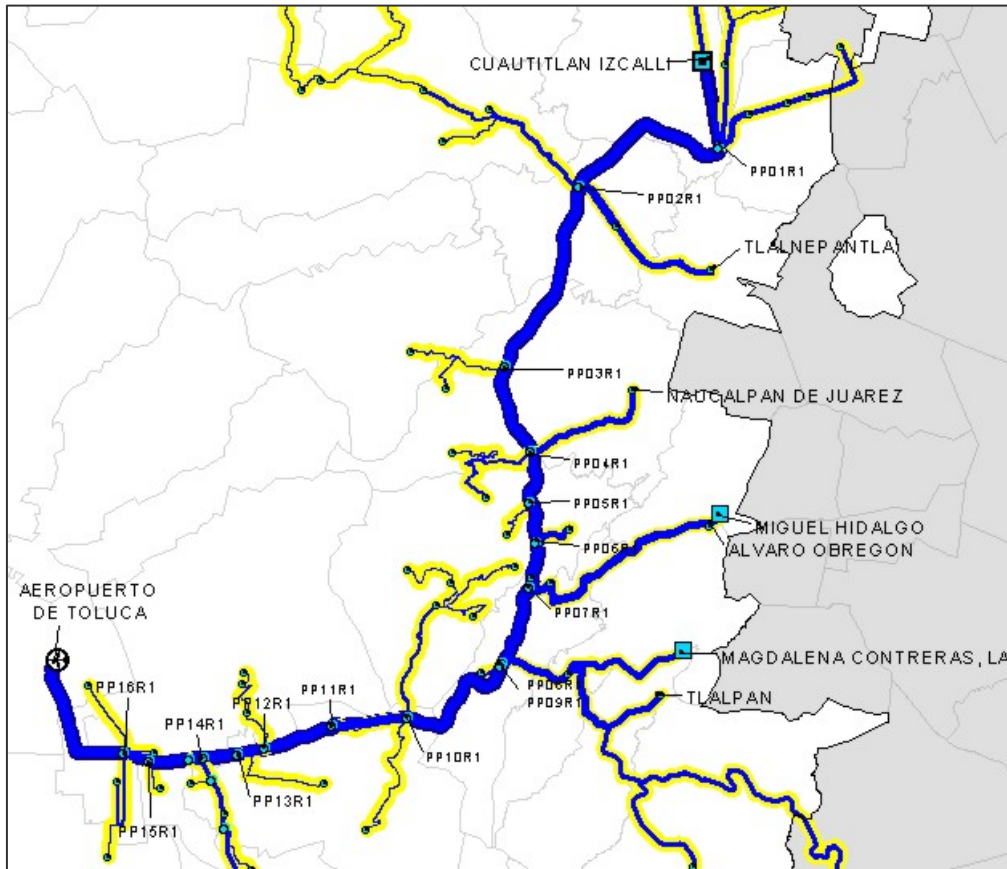 CUAUTITLAN IZCALLI
PP01R1
PP02R1
TLALNEPANTLA
PP03R1
NAUCALPAN DE JUAREZ
PP04R1
PP05R1
MIGUEL HIDALGO
PP06R
ALVARO OBREGON
AEROPUERTO
DE TOLUCA
PP07R1
MAGDALENA CONTRERAS, LA
PP16R1
PP08R1
TLALPAN
PP11R1
PP09R1
PP12R1
PP14R1
PP10R1
PP13R1
PP15R1